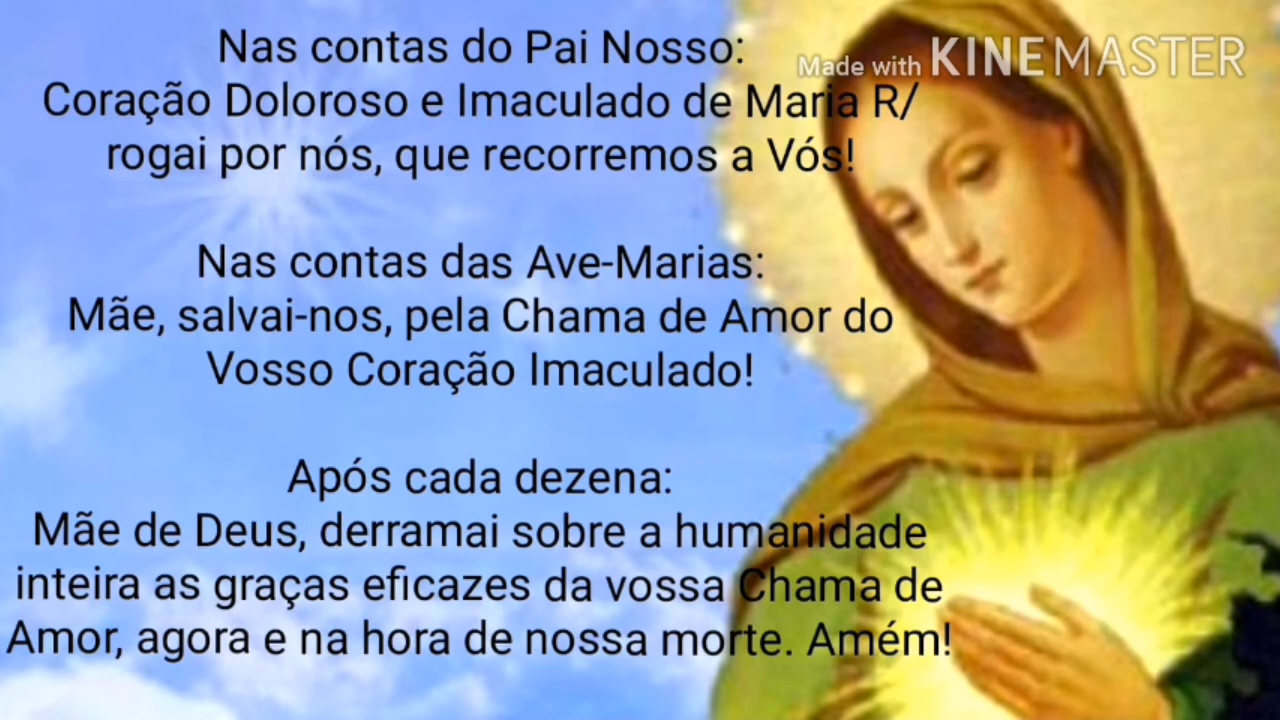 Nas contas do Pai Nosso:
Made with KINEMASTER
Coração Doloroso e Imaculado de Maria R/
rogai por nós, que recorremos a Vós!
Nas contas das Ave-Marias:
Mãe, salvai-nos, pela Chama de Amor do
Vosso Coração Imaculado!
Após cada dezena:
Mãe de Deus, derramai sobre a humanidade
inteira as graças eficazes da vossa Chama de
Amor, agora e na hora de nossa morte. Amém!